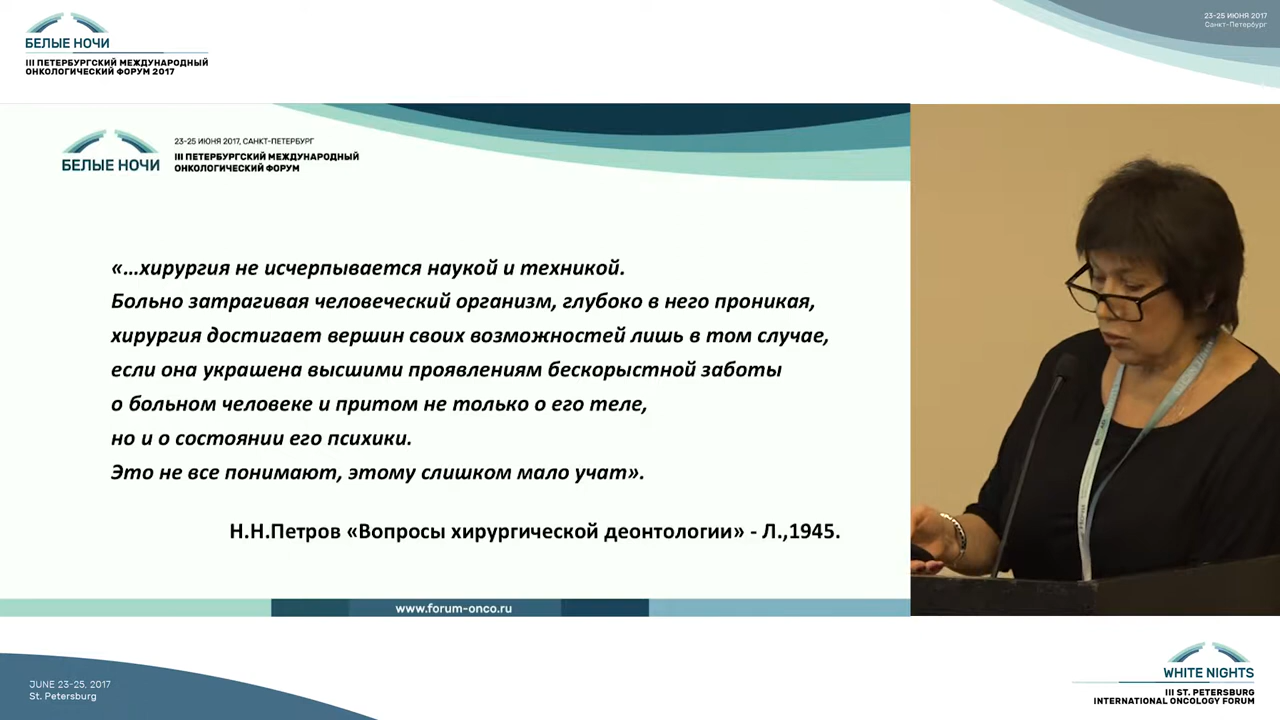 БЕЛЫЕ НОЧИ
III ПЕТЕРБУРГСКИЙ МЕЖДУНАРОДНЫЙ
ОНКОЛОГИЧЕСКИЙ ФОРУМ 2017
23-25 ИЮНЯ 2017
Санкт-Петербург
БЕЛЫЕ НОЧИ
23-25 ИЮНЯ 2017, САНКТ-ПЕТЕРБУРГ
III ПЕТЕРБУРГСКИЙ МЕЖДУНАРОДНЫЙ
ОНКОЛОГИЧЕСКИЙ ФОРУМ
«...хирургия не исчерпывается наукой и техникой.
Больно затрагивая человеческий организм, глубоко в него проникая,
хирургия достигает вершин своих возможностей лишь в том случае,
если она украшена высшими проявлениям бескорыстной заботы
о больном человеке и притом не только о его теле,
но и о состоянии его психики.
Это не все понимают, этому слишком мало учат».
Н.Н.Петров «Вопросы хирургической деонтологии» - Л.,1945.
www.forum-onco.ru
JUNE 23-25, 2017
St. Petersburg
WHITE NIGHTS
III ST. PETERSBURG
INTERNATIONAL ONCOLOGY FORUM